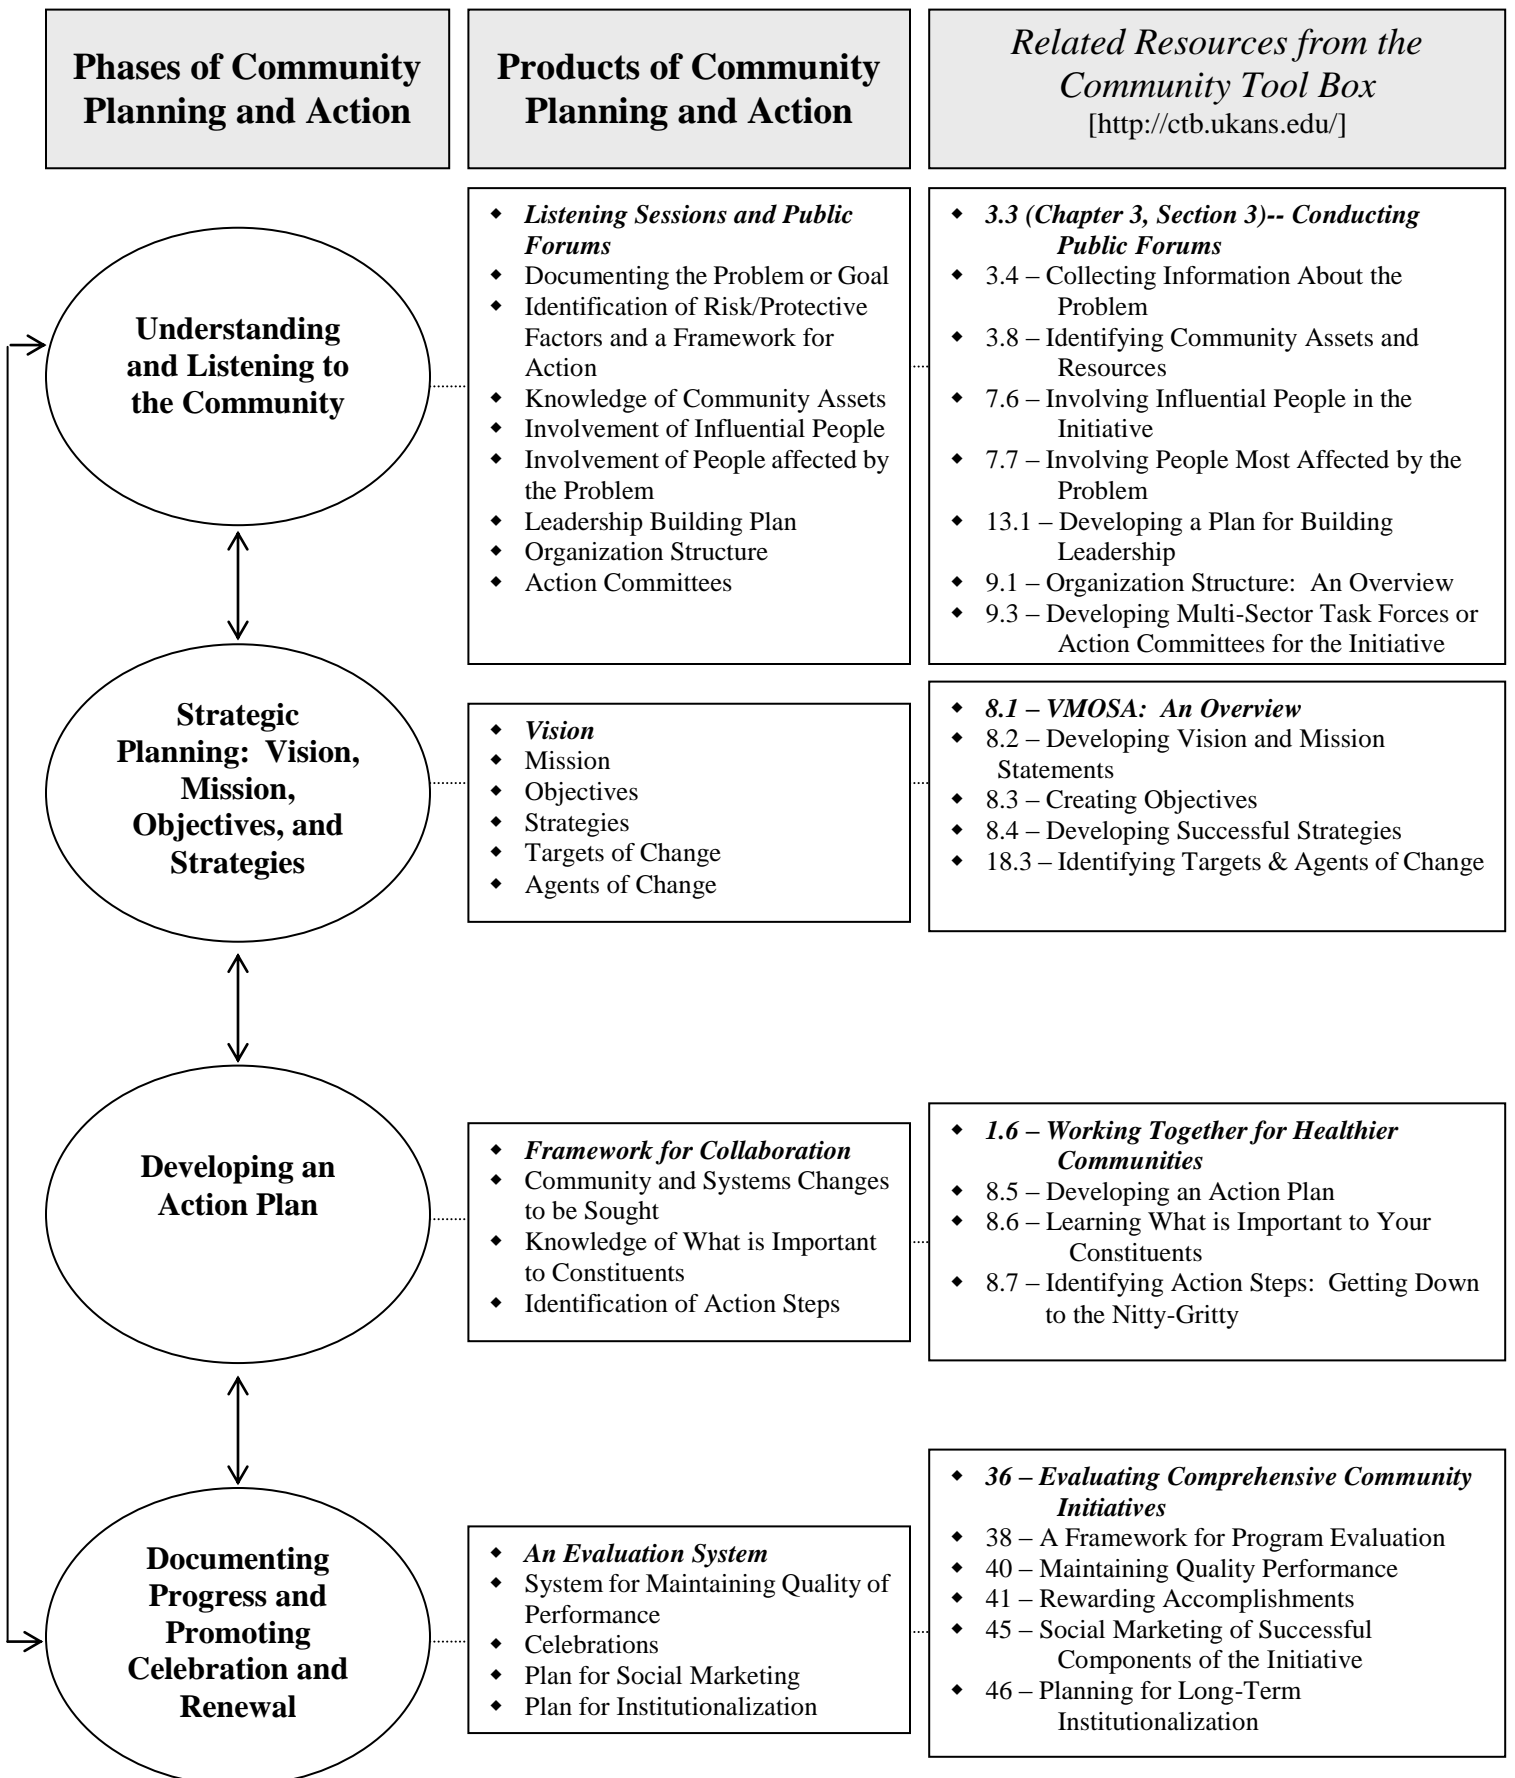 Phases of Community
Planning and Action
Products of Community
Planning and Action
Related Resources from the
Community Tool Box
[http://ctb.ukans.edu/]
Understanding
and Listening to
the Community
◆ Listening Sessions and Public
Forums
◆ Documenting the Problem or Goal
◆ Identification of Risk/Protective
Factors and a Framework for
Action
◆ Knowledge of Community Assets
◆ Involvement of Influential People
◆ Involvement of People affected by
the Problem
◆ Leadership Building Plan
◆ Organization Structure
◆ Action Committees
◆ 3.3 (Chapter 3, Section 3)-- Conducting
Public Forums
◆ 3.4 – Collecting Information About the
Problem
◆ 3.8 – Identifying Community Assets and
Resources
◆ 7.6 – Involving Influential People in the
Initiative
◆ 7.7 – Involving People Most Affected by the
Problem
◆ 13.1 – Developing a Plan for Building
Leadership
◆ 9.1 – Organization Structure: An Overview
◆ 9.3 – Developing Multi-Sector Task Forces or
Action Committees for the Initiative
Strategic
Planning: Vision,
Mission,
Objectives, and
Strategies
◆ Vision
◆ Mission
◆ Objectives
◆ Strategies
◆ Targets of Change
◆ Agents of Change
◆ 8.1 – VMOSA: An Overview
◆ 8.2 – Developing Vision and Mission
Statements
◆ 8.3 – Creating Objectives
◆ 8.4 – Developing Successful Strategies
◆ 18.3 – Identifying Targets & Agents of Change
Developing an
Action Plan
◆ Framework for Collaboration
◆ Community and Systems Changes
to be Sought
◆ Knowledge of What is Important
to Constituents
◆ Identification of Action Steps
◆ 1.6 – Working Together for Healthier
Communities
◆ 8.5 – Developing an Action Plan
◆ 8.6 – Learning What is Important to Your
Constituents
◆ 8.7 – Identifying Action Steps: Getting Down
to the Nitty-Gritty
Documenting
Progress and
Promoting
Celebration and
Renewal
◆ An Evaluation System
◆ System for Maintaining Quality of
Performance
◆ Celebrations
◆ Plan for Social Marketing
◆ Plan for Institutionalization
◆ 36 – Evaluating Comprehensive Community
Initiatives
◆ 38 – A Framework for Program Evaluation
◆ 40 – Maintaining Quality Performance
◆ 41 – Rewarding Accomplishments
◆ 45 – Social Marketing of Successful
Components of the Initiative
◆ 46 – Planning for Long-Term
Institutionalization